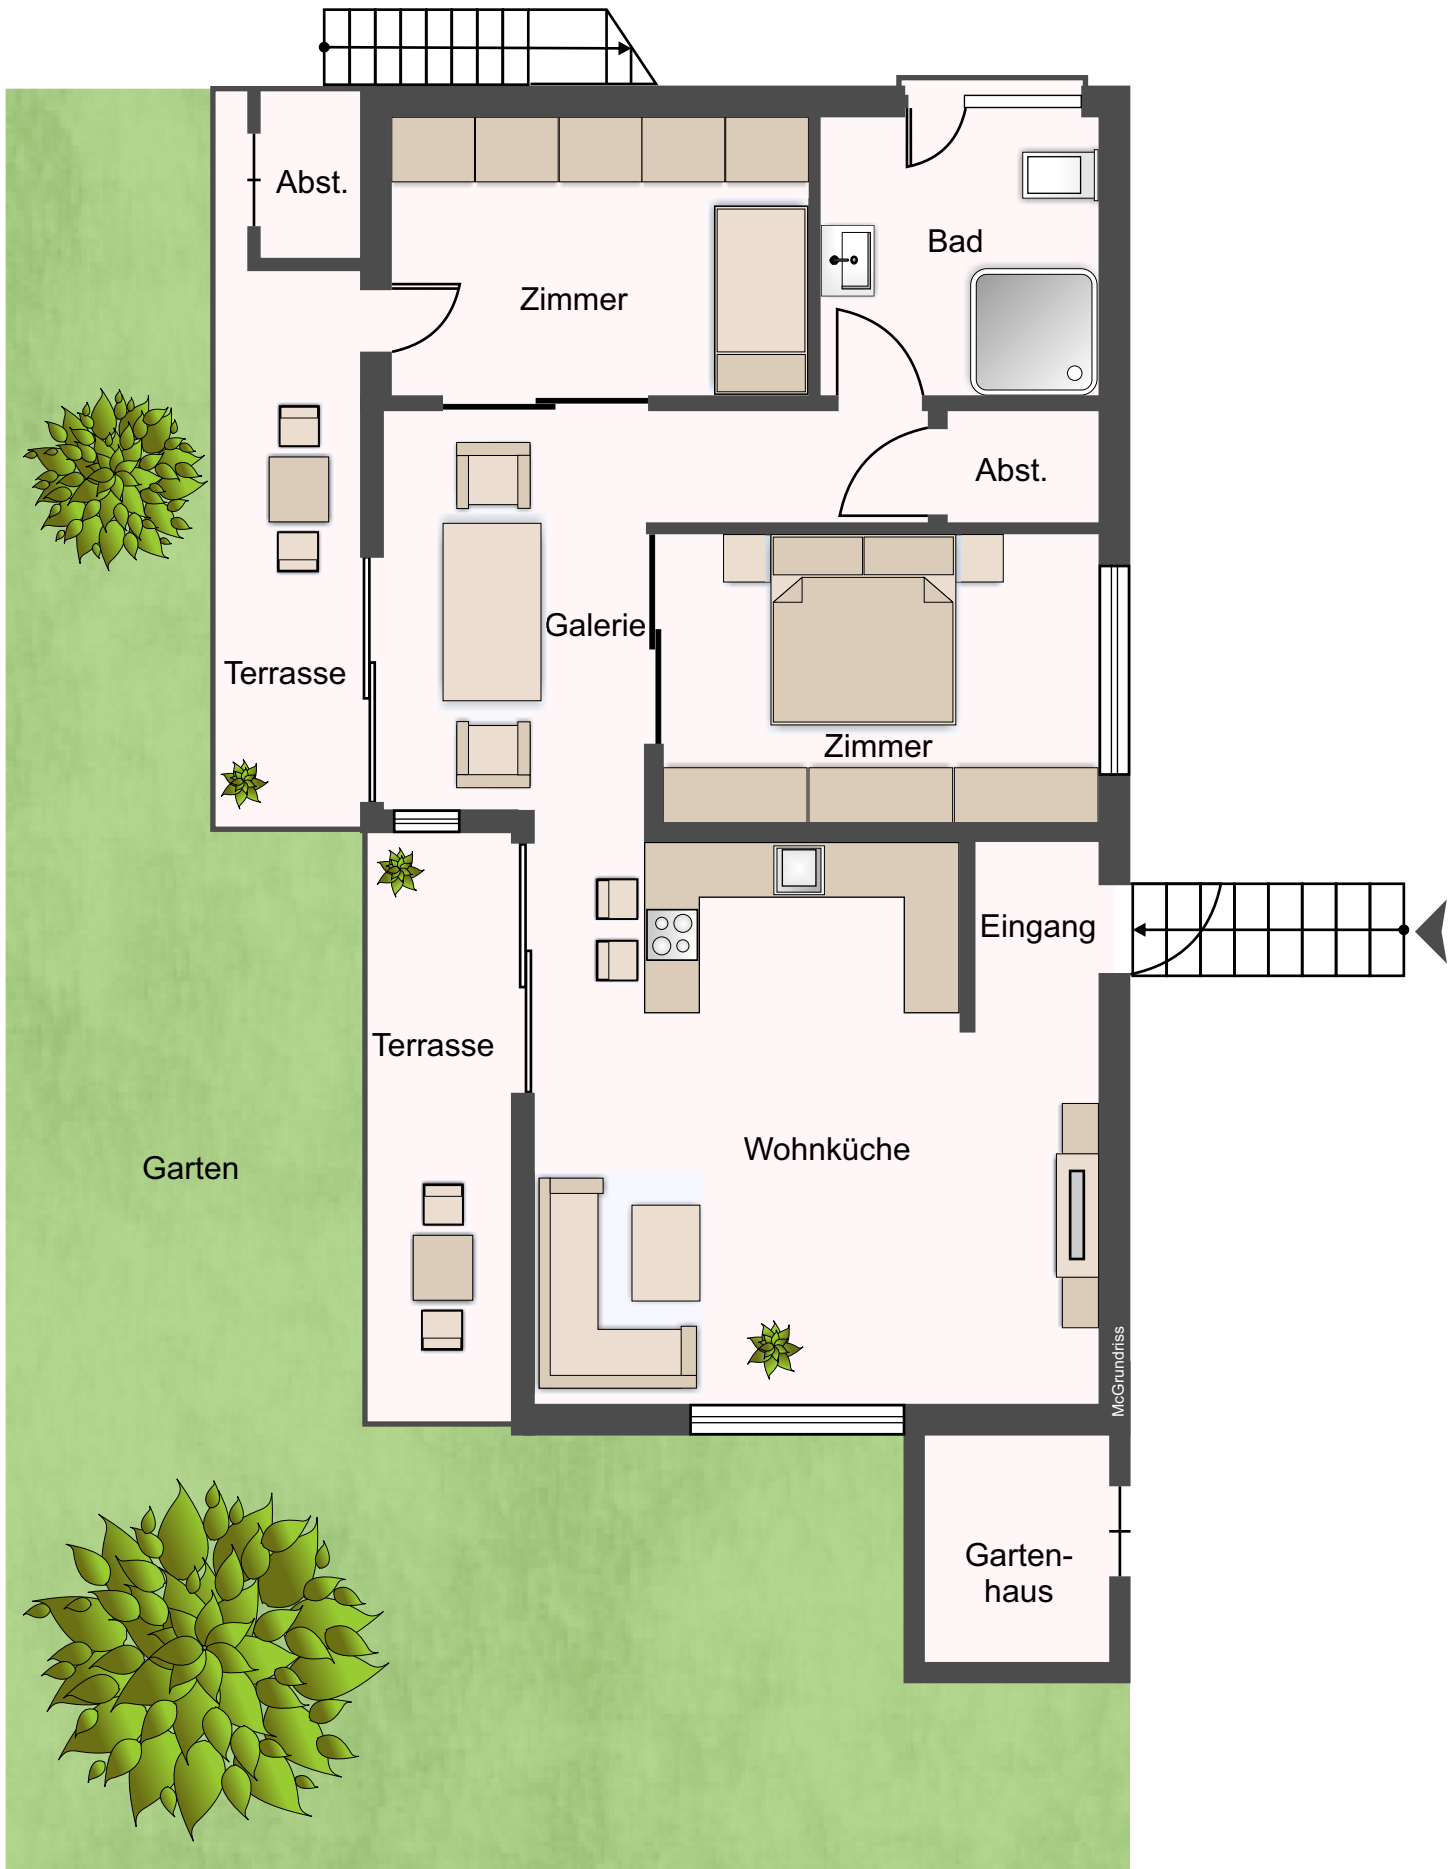 Abst.
Bad
Zimmer
Abst.
Galerie
Terrasse
Zimmer
Eingang
Terrasse
Wohnküche
Garten
McGrundriss
Garten-
haus